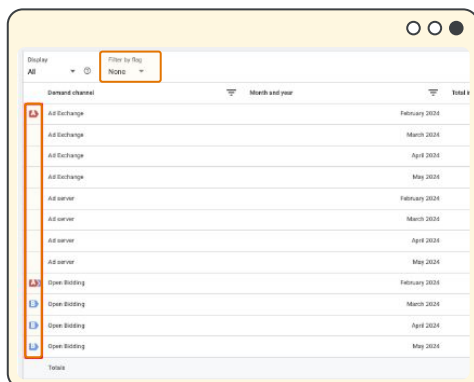 Display
Filter by flag
All
None
Demand channel Month and year Total i
A Ad Exchange February 2024
Ad Exchange March 2024
Ad Exchange April 2024
Ad Exchange May 2024
Ad server February 2024
Ad server March 2024
Ad server April 2024
Ad server May 2024
A Open Bidding February 2024
B Open Bidding March 2024
B Open Bidding April 2024
B Open Bidding May 2024
Totals